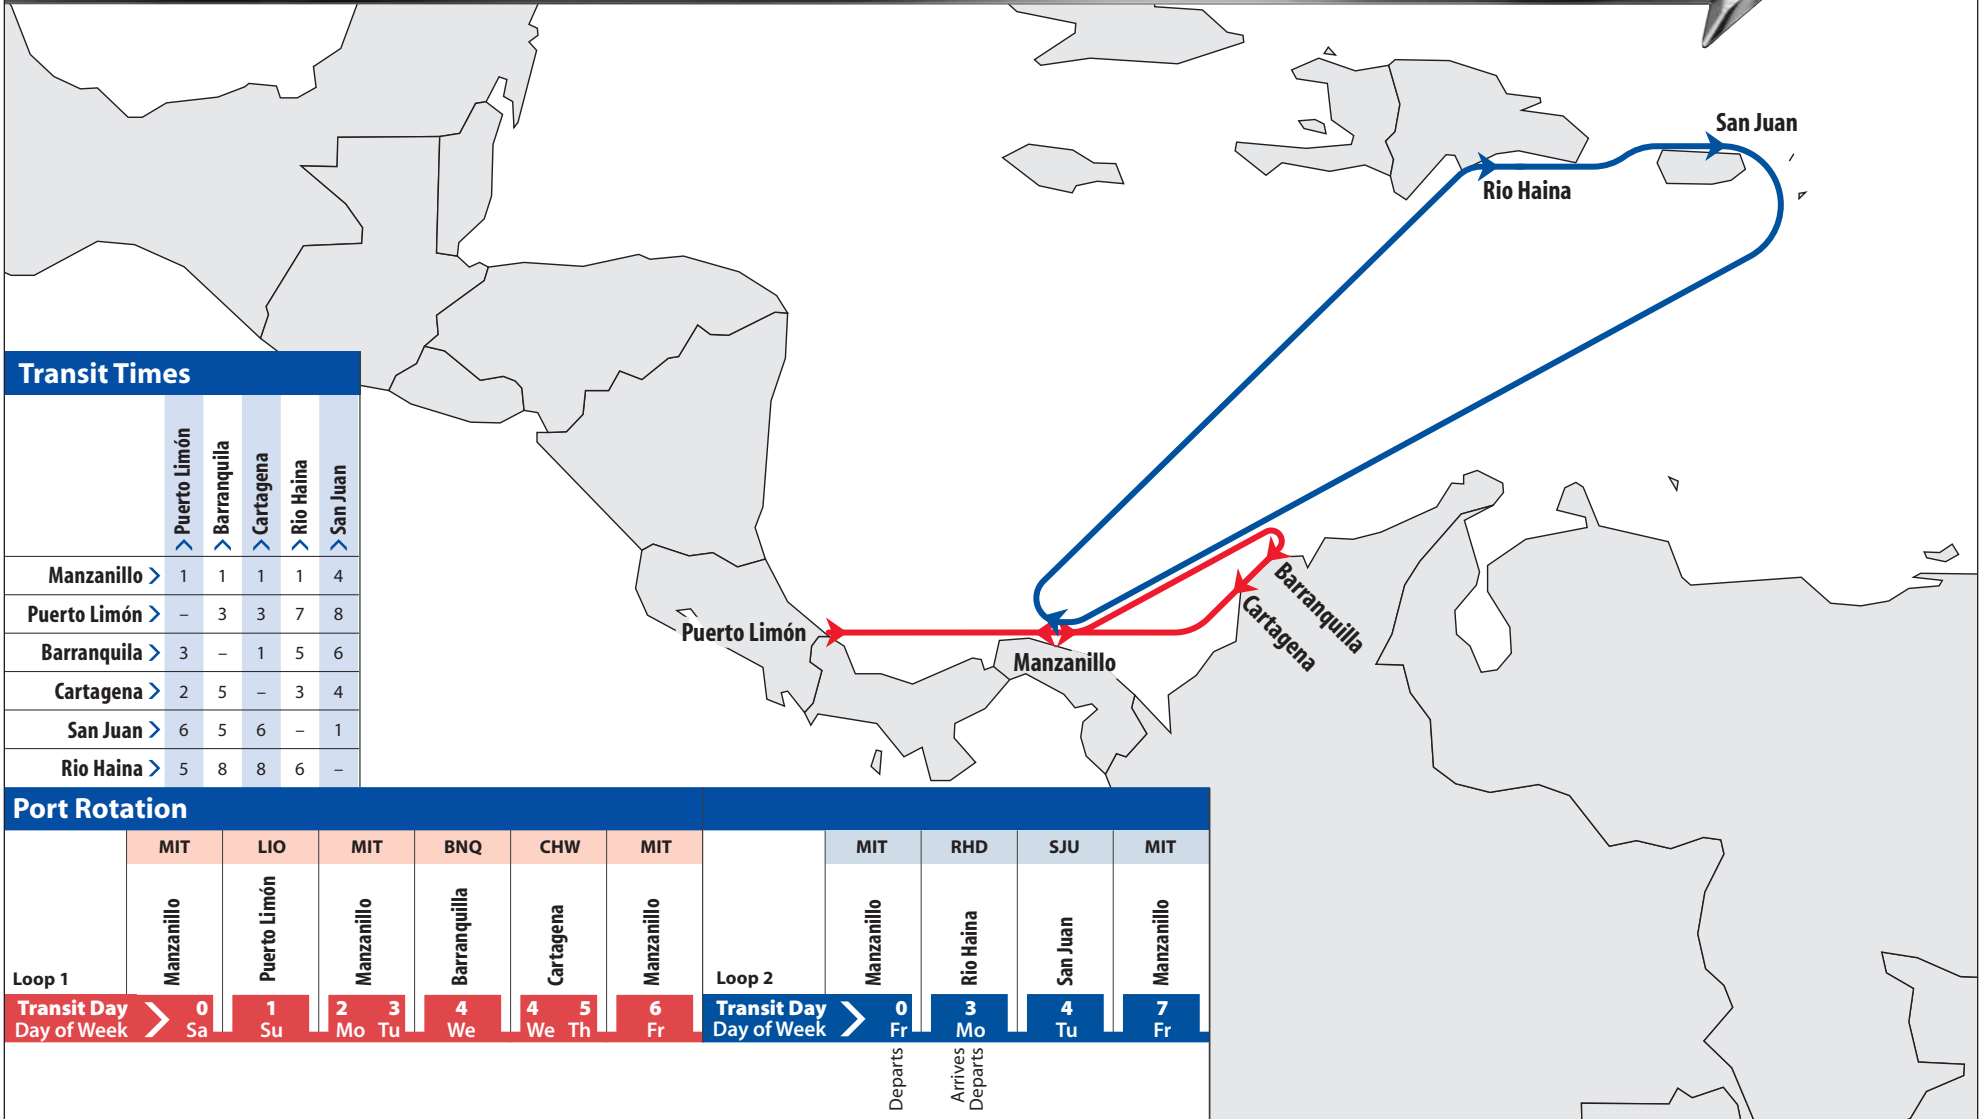 San Juan
Rio Haina
Puerto Limón
Manzanillo
Barranquilla
Cartagena
Transit Times
Puerto Limón Barranquila Cartagena Rio Haina San Juan
Manzanillo 1 1 1 1 4
Puerto Limón – 3 3 7 8
Barranquila 3 – 1 5 6
Cartagena 2 5 – 3 4
San Juan 6 5 6 – 1
Rio Haina 5 8 8 6 –
Port Rotation
MIT LIO MIT BNQ CHW MIT
Loop 1 Manzanillo Puerto Limón Manzanillo Barranquilla Cartagena Manzanillo
Transit Day 0 1 2 3 4 4 5 6
Day of Week Sa Su Mo Tu We We Th Fr
MIT RHD SJU MIT
Loop 2 Manzanillo Rio Haina San Juan Manzanillo
Transit Day 0 3 4 7
Day of Week Fr Mo Tu Fr
Departs
Arrives
Departs